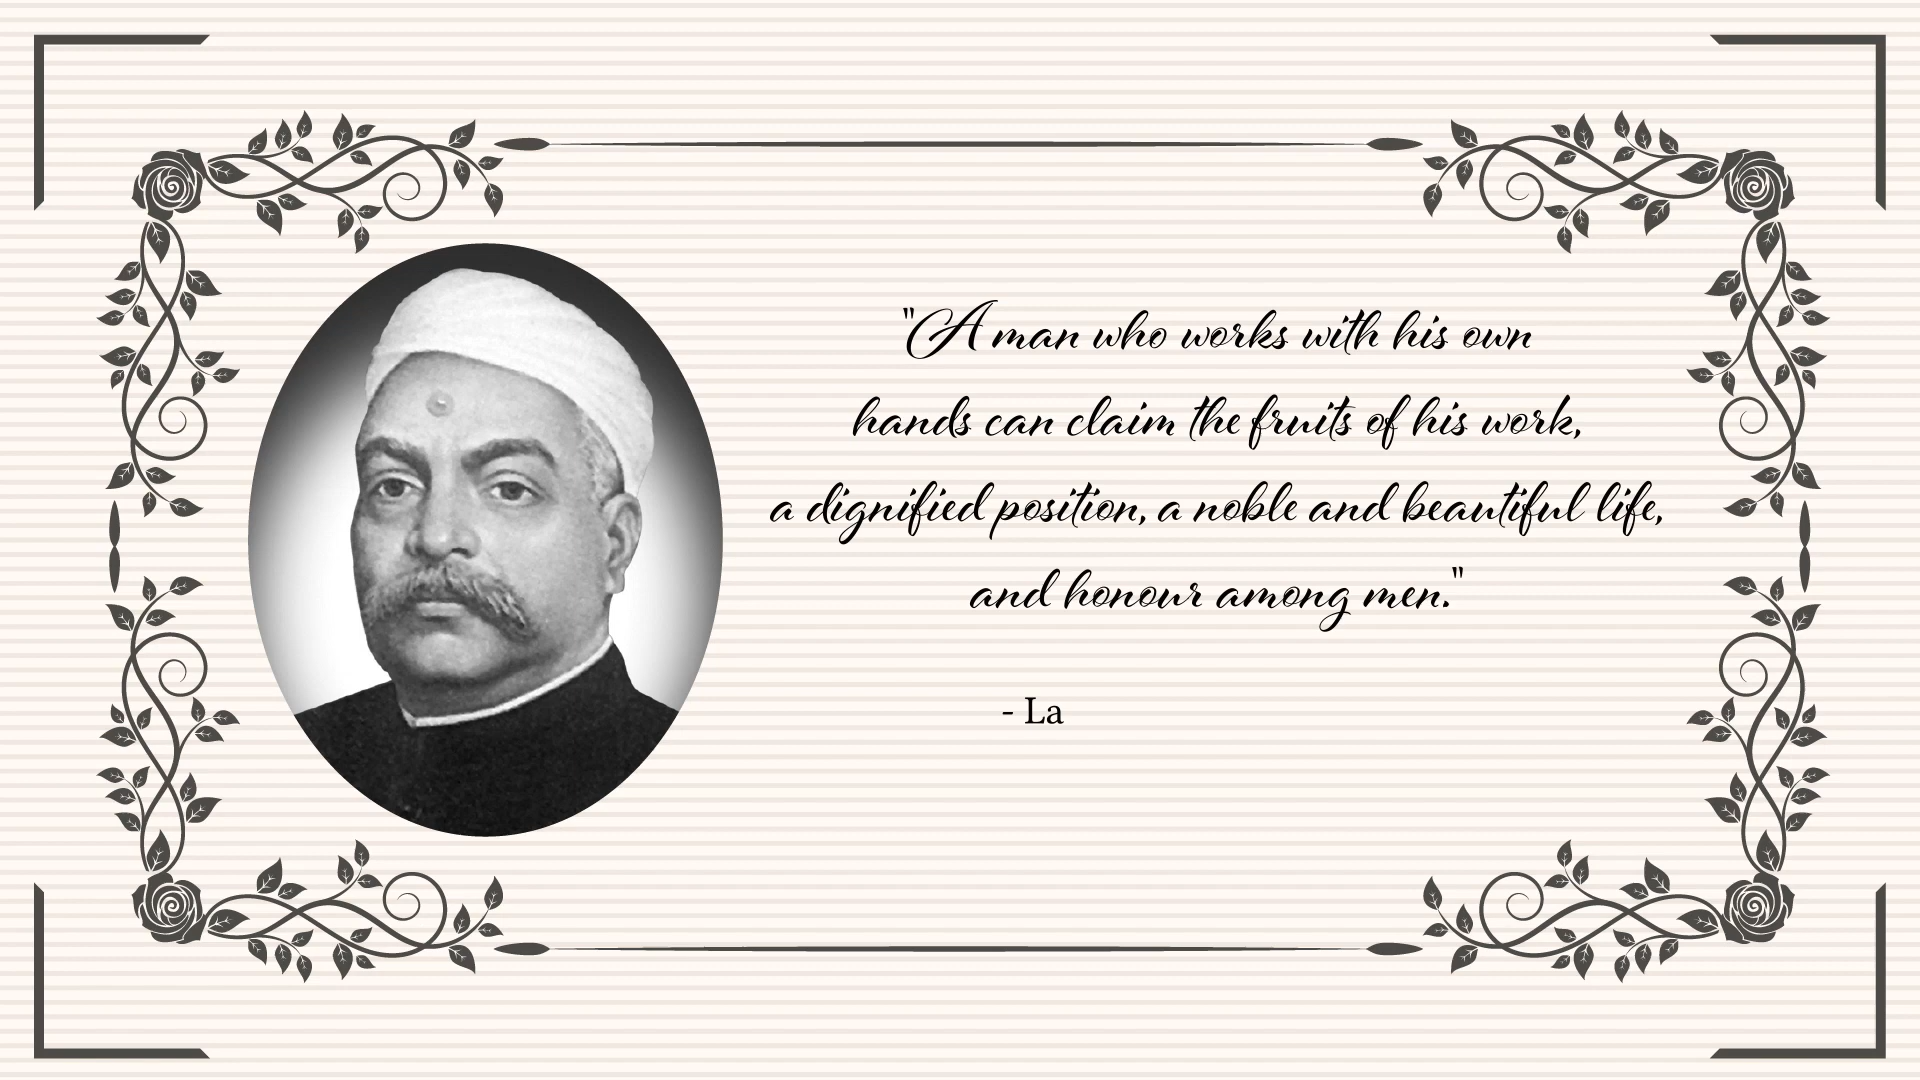 "A man who works with his own
hands can claim the fruits of his work,
a dignified position, a noble and beautiful life,
and honour among men."
- La